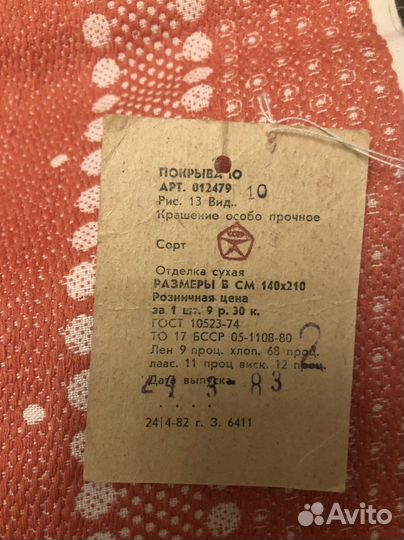 ПОКРЫВАЛО
АРТ. 012479 10
Рис. 13 Вид..
Крашение особо прочное
Сорт
СССР
Отделка сухая
РАЗМЕРЫ В СМ 140х210
Розничная цена
за 1 шт. 9 р. 30 к.
ГОСТ 10523-74
ТО 17 БССР 05-1108-80
Лен 9 проц. хлоп. 68 проц.
лавс. 11 проц виск. 12 проц.
2
Дата выпуска
3 83
24|4-82 г. З. 6411
Avito